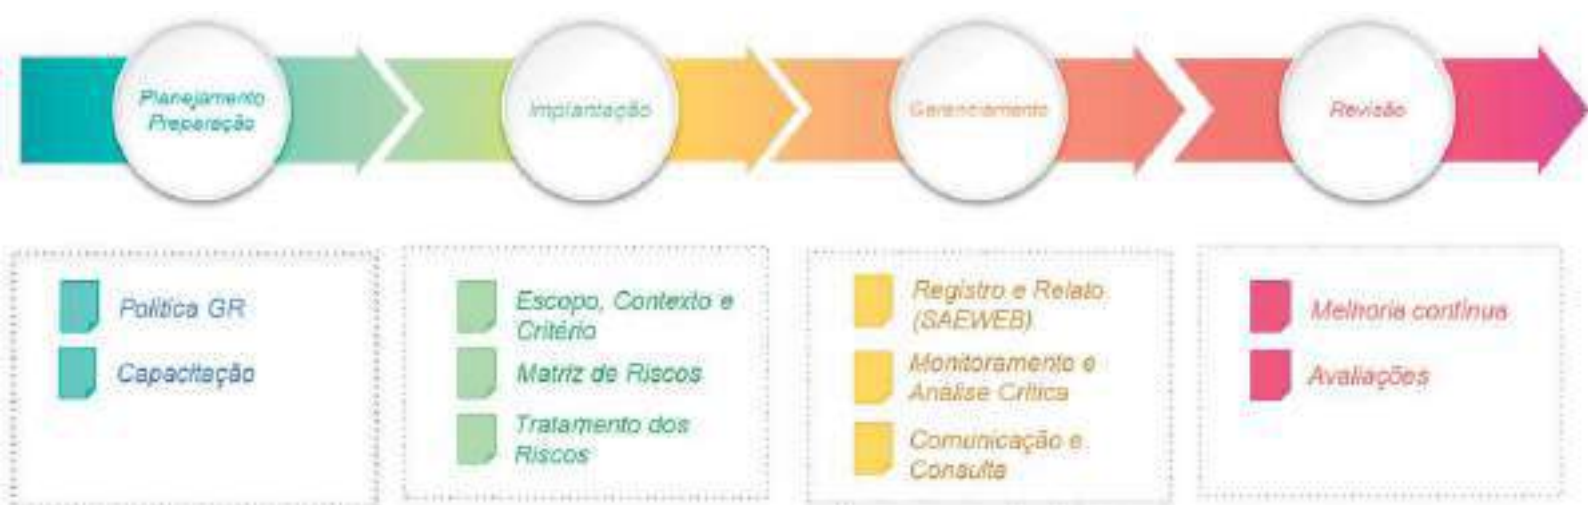 Planejamento
Preparação
Implantação
Gerenciamento
Revisão
Política GR
Capacitação
Escopo, Contexto e
Critério
Matriz de Riscos
Tratamento dos
Riscos
Registro e Relato
(SAEWEB)
Monitoramento e
Análise Crítica
Comunicação e
Consulta
Melhoria contínua
Avaliações